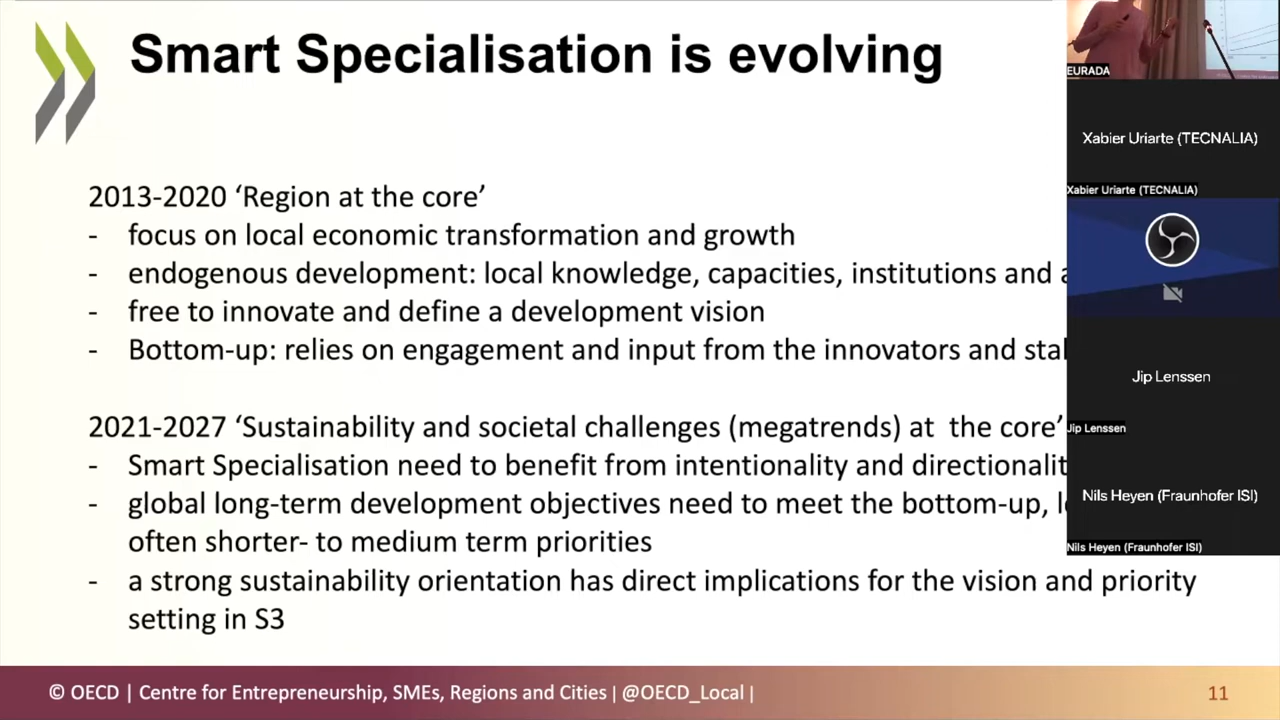 Smart Specialisation is evolving
2013-2020 ‘Region at the core’
- focus on local economic transformation and growth
- endogenous development: local knowledge, capacities, institutions and
- free to innovate and define a development vision
- Bottom-up: relies on engagement and input from the innovators and
2021-2027 ‘Sustainability and societal challenges (megatrends) at the core’
- Smart Specialisation need to benefit from intentionality and
- global long-term development objectives need to meet the bottom-up,
often shorter- to medium term priorities
- a strong sustainability orientation has direct implications for the vision and priority
setting in S3
© OECD | Centre for Entrepreneurship, SMEs, Regions and Cities | @OECD_Local |
11
EURADA
Xabier Uriarte (TECNALIA)
Xabier Uriarte (TECNALIA)
Jip Lenssen
Jip Lenssen
Nils Heyen (Fraunhofer ISI)
Nils Heyen (Fraunhofer ISI)